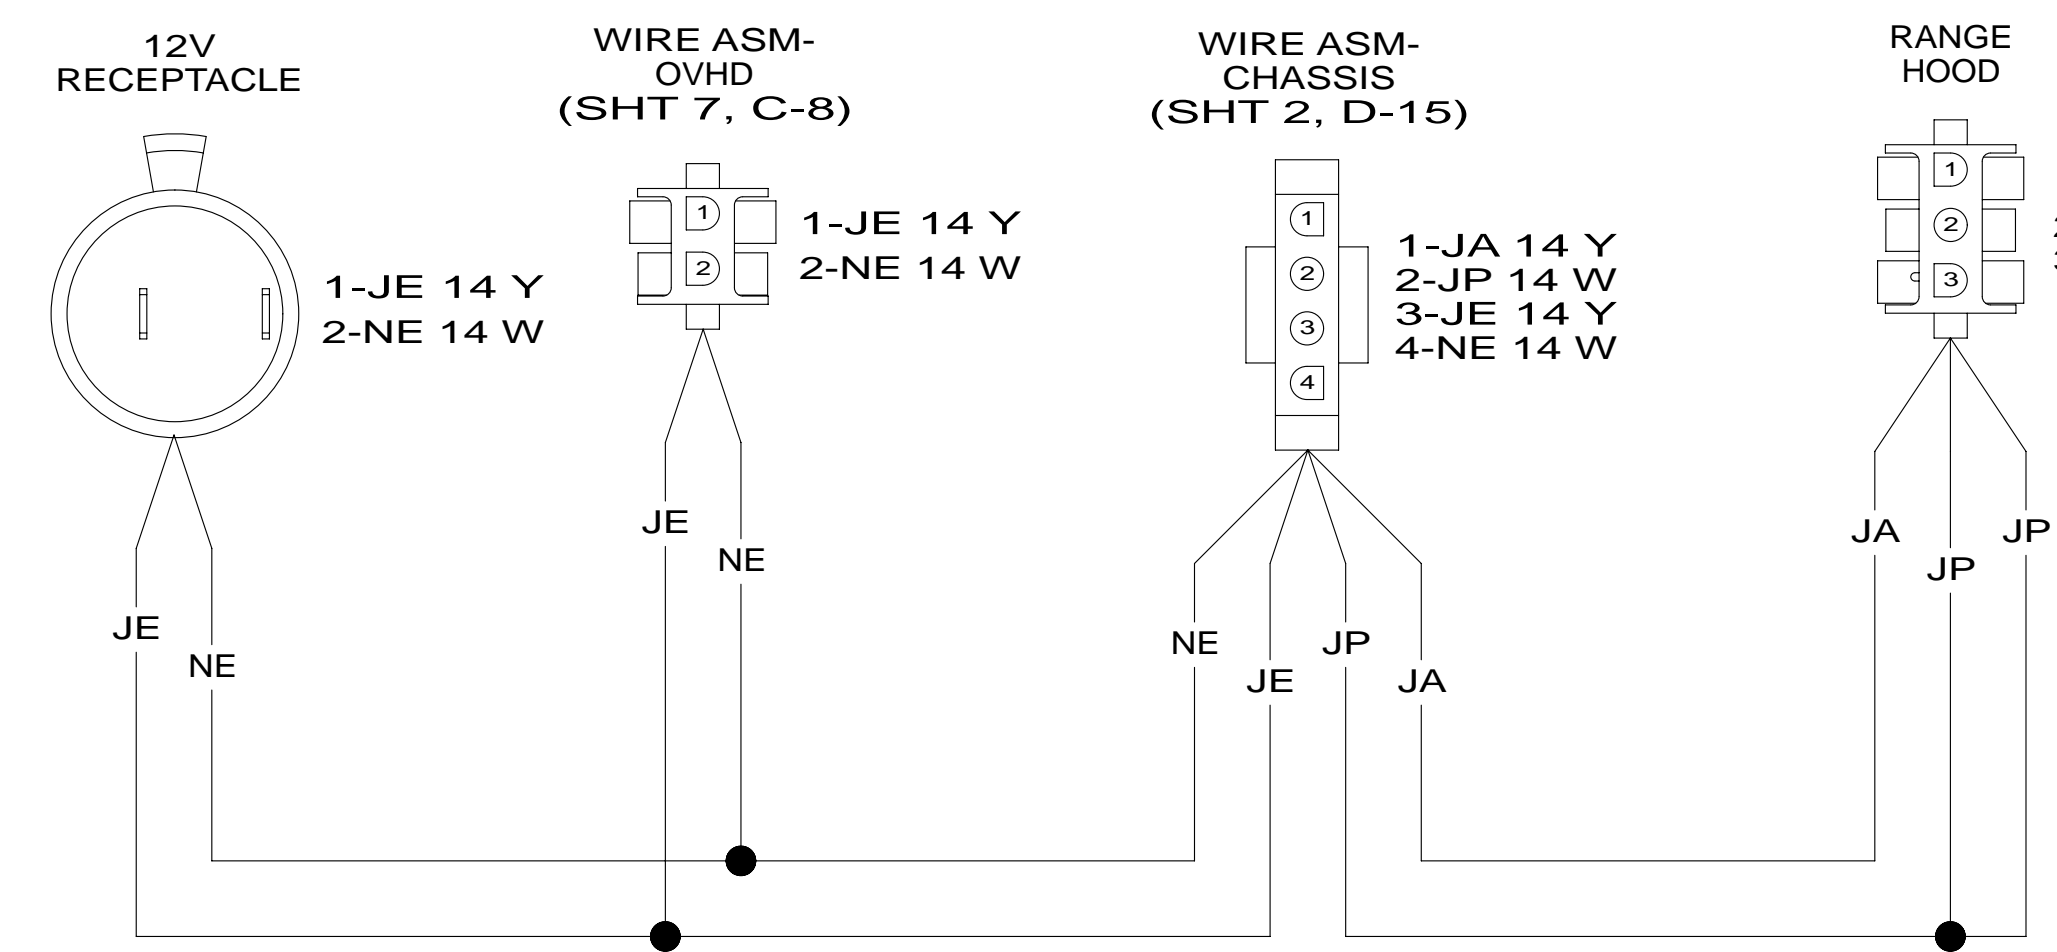 12V
RECEPTACLE
1-JE 14 Y
2-NE 14 W
JE
NE
WIRE ASM-
OVHD
(SHT 7, C-8)
1
2
1-JE 14 Y
2-NE 14 W
JE
NE
WIRE ASM-
CHASSIS
(SHT 2, D-15)
1
2
3
4
1-JA 14 Y
2-JP 14 W
3-JE 14 Y
4-NE 14 W
NE
JE
JP
JA
RANGE
HOOD
1
2
3
JA
JP
JP